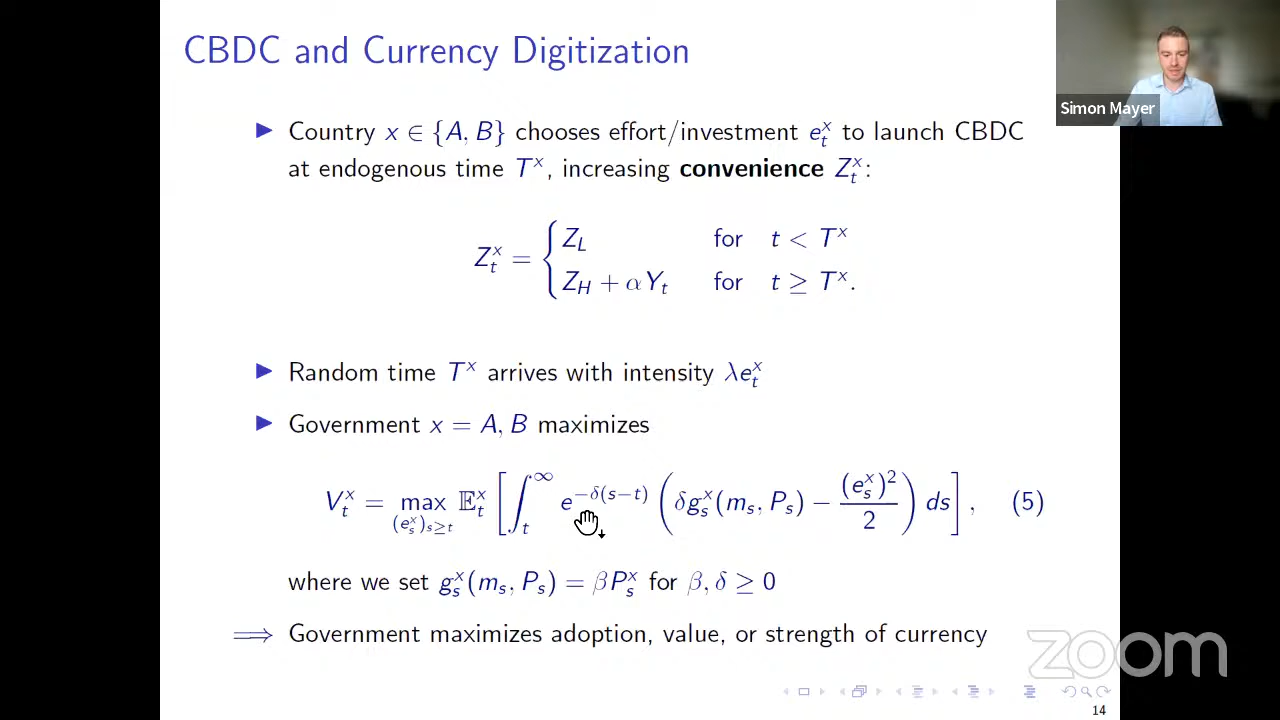 CBDC and Currency Digitization
Simon Mayer
▶ Country x ∈ {A, B} chooses effort/investment e_t^x to launch CBDC
at endogenous time T^x, increasing convenience Z_t^x:
Z_t^x = { Z_L for t < T^x
Z_H + αY_t for t ≥ T^x.
▶ Random time T^x arrives with intensity λe_t^x
▶ Government x = A, B maximizes
V_t^x = max_{(e_s^x)_{s≥t}} 𝔼_t^x [ ∫_t^∞ e^{−δ(s−t)} ( δg_s^x(m_s, P_s) − (e_s^x)^2 / 2 ) ds ], (5)
where we set g_s^x(m_s, P_s) = βP_s^x for β, δ ≥ 0
⟹ Government maximizes adoption, value, or strength of currency
zoom
14